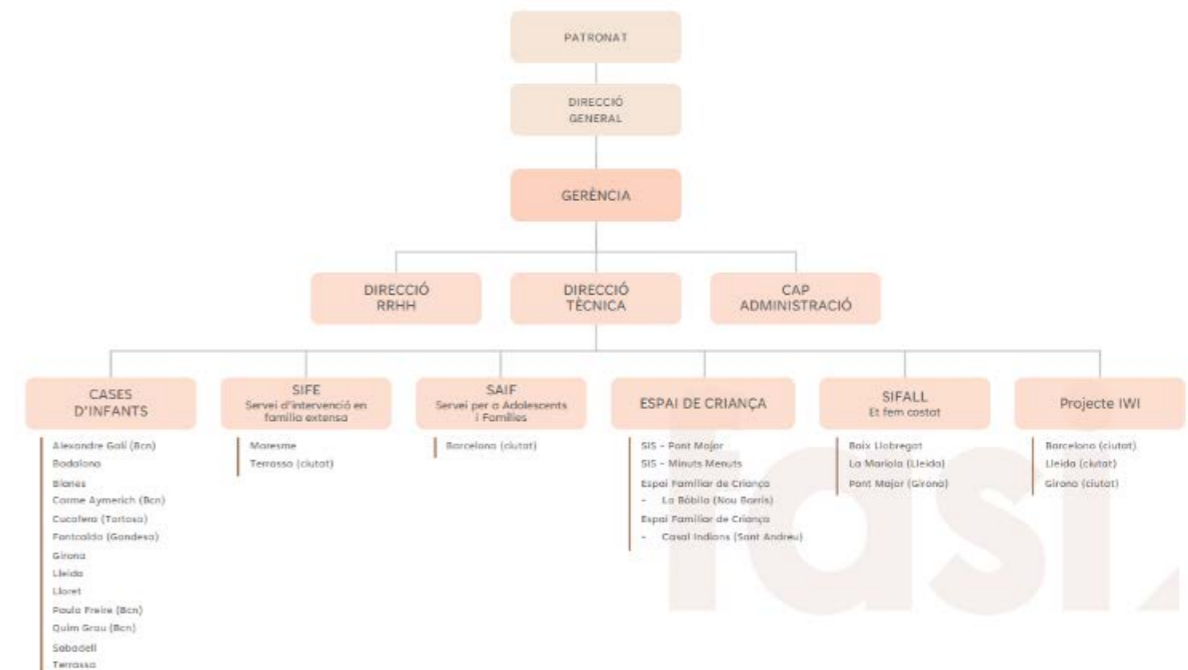 PATRONAT
DIRECCIÓ
GENERAL
GERÈNCIA
DIRECCIÓ
RRHH
DIRECCIÓ
TÈCNICA
CAP
ADMINISTRACIÓ
CASES
D'INFANTS
Alexandre Galí (Bcn)
Badalona
Blanes
Carme Aymerich (Bcn)
Cucafera (Tortosa)
Fontcalda (Gandesa)
Girona
Lleida
Lloret
Paulo Freire (Bcn)
Quim Grau (Bcn)
Sabadell
Terrassa
SIFE
Servei d'intervenció en
família extensa
Maresme
Terrassa (ciutat)
SAIF
Servei per a Adolescents
i Famílies
Barcelona (ciutat)
ESPAI DE CRIANÇA
SIS - Pont Major
SIS - Minuts Menuts
Espai Familiar de Criança
- La Bòbila (Nou Barris)
Espai Familiar de Criança
- Casal Indians (Sant Andreu)
SIFALL
Et fem costat
Baix Llobregat
La Mariola (Lleida)
Pont Major (Girona)
Projecte IWI
Barcelona (ciutat)
Lleida (ciutat)
Girona (ciutat)
fasi.